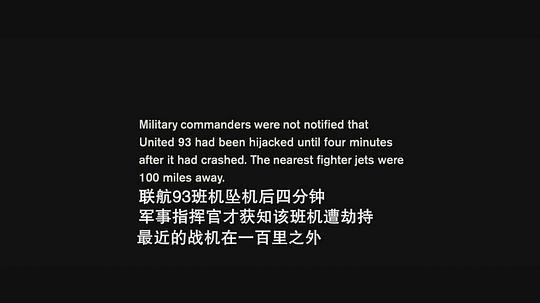 Military commanders were not notified that
United 93 had been hijacked until four minutes
after it had crashed. The nearest fighter jets were
100 miles away.
联航93班机坠机后四分钟
军事指挥官才获知该班机遭劫持
最近的战机在一百里之外